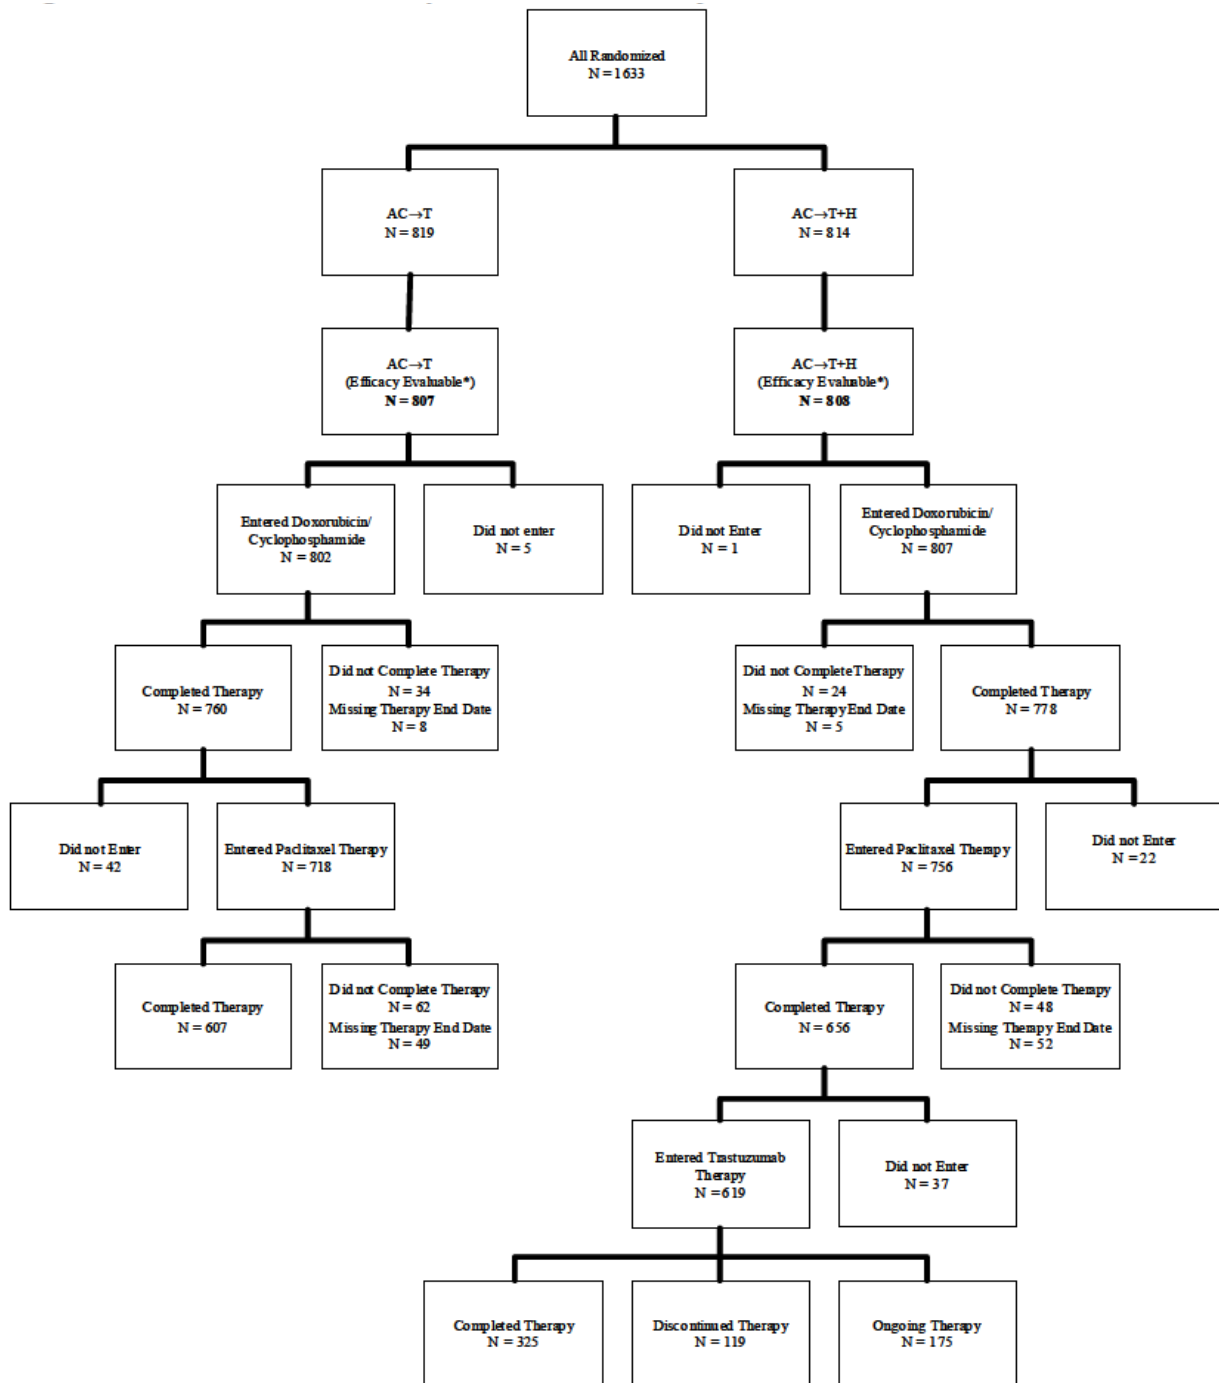 All Randomized
N = 1633
AC→T
N = 819
AC→T+H
N = 814
AC→T
(Efficacy Evaluable*)
N = 807
AC→T+H
(Efficacy Evaluable*)
N = 808
Entered Doxorubicin/
Cyclophosphamide
N = 802
Did not enter
N = 5
Did not Enter
N = 1
Entered Doxorubicin/
Cyclophosphamide
N = 807
Completed Therapy
N = 760
Did not Complete Therapy
N = 34
Missing Therapy End Date
N = 8
Did not Complete Therapy
N = 24
Missing Therapy End Date
N = 5
Completed Therapy
N = 778
Did not Enter
N = 42
Entered Paclitaxel Therapy
N = 718
Entered Paclitaxel Therapy
N = 756
Did not Enter
N = 22
Completed Therapy
N = 607
Did not Complete Therapy
N = 62
Missing Therapy End Date
N = 49
Completed Therapy
N = 656
Did not Complete Therapy
N = 48
Missing Therapy End Date
N = 52
Entered Trastuzumab
Therapy
N = 619
Did not Enter
N = 37
Completed Therapy
N = 325
Discontinued Therapy
N = 119
Ongoing Therapy
N = 175